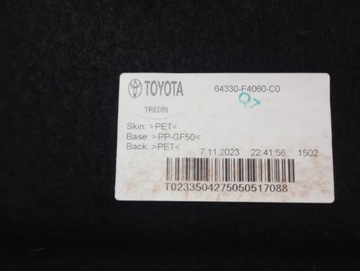 TOYOTA 64330-F4060-C0
Q7
TREDİN
Skin: >PET<
Base: >PP-GF50<
Back: >PET< 7.11.2023 22:41:56 1502
T0233504275050517088